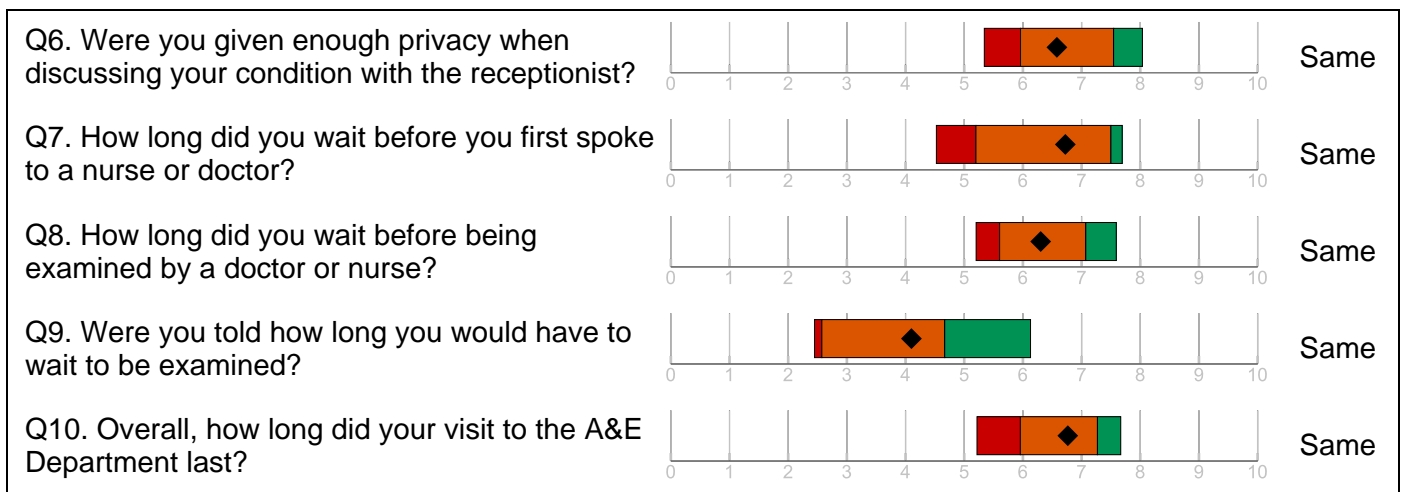 Q6. Were you given enough privacy when
discussing your condition with the receptionist?
0 1 2 3 4 5 6 7 8 9 10
Same
Q7. How long did you wait before you first spoke
to a nurse or doctor?
0 1 2 3 4 5 6 7 8 9 10
Same
Q8. How long did you wait before being
examined by a doctor or nurse?
0 1 2 3 4 5 6 7 8 9 10
Same
Q9. Were you told how long you would have to
wait to be examined?
0 1 2 3 4 5 6 7 8 9 10
Same
Q10. Overall, how long did your visit to the A&E
Department last?
0 1 2 3 4 5 6 7 8 9 10
Same